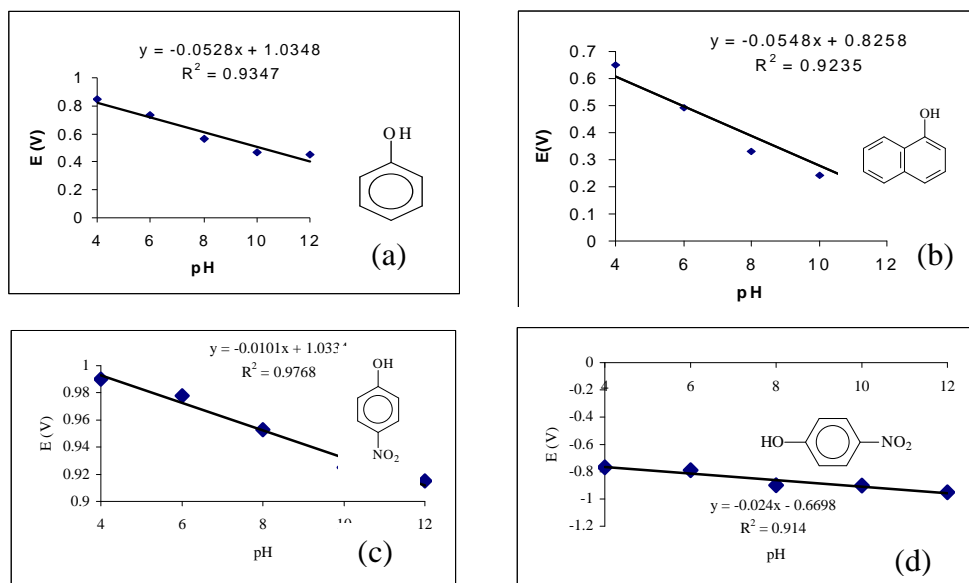 y = -0.0528x + 1.0348
R² = 0.9347
1
0.8
0.6
0.4
0.2
0
4 6 8 10 12
E (V)
pH
OH
(a)
y = -0.0548x + 0.8258
R² = 0.9235
0.7
0.6
0.5
0.4
0.3
0.2
0.1
0
4 6 8 10 12
E(V)
pH
OH
(b)
y = -0.0101x + 1.033
R² = 0.9768
1
0.98
0.96
0.94
0.92
0.9
4 6 8 10 12
E (V)
pH
OH
NO₂
(c)
0
-0.2
-0.4
-0.6
-0.8
-1
-1.2
4 6 8 10 12
E (V)
HO
NO₂
y = -0.024x - 0.6698
R² = 0.914
pH
(d)